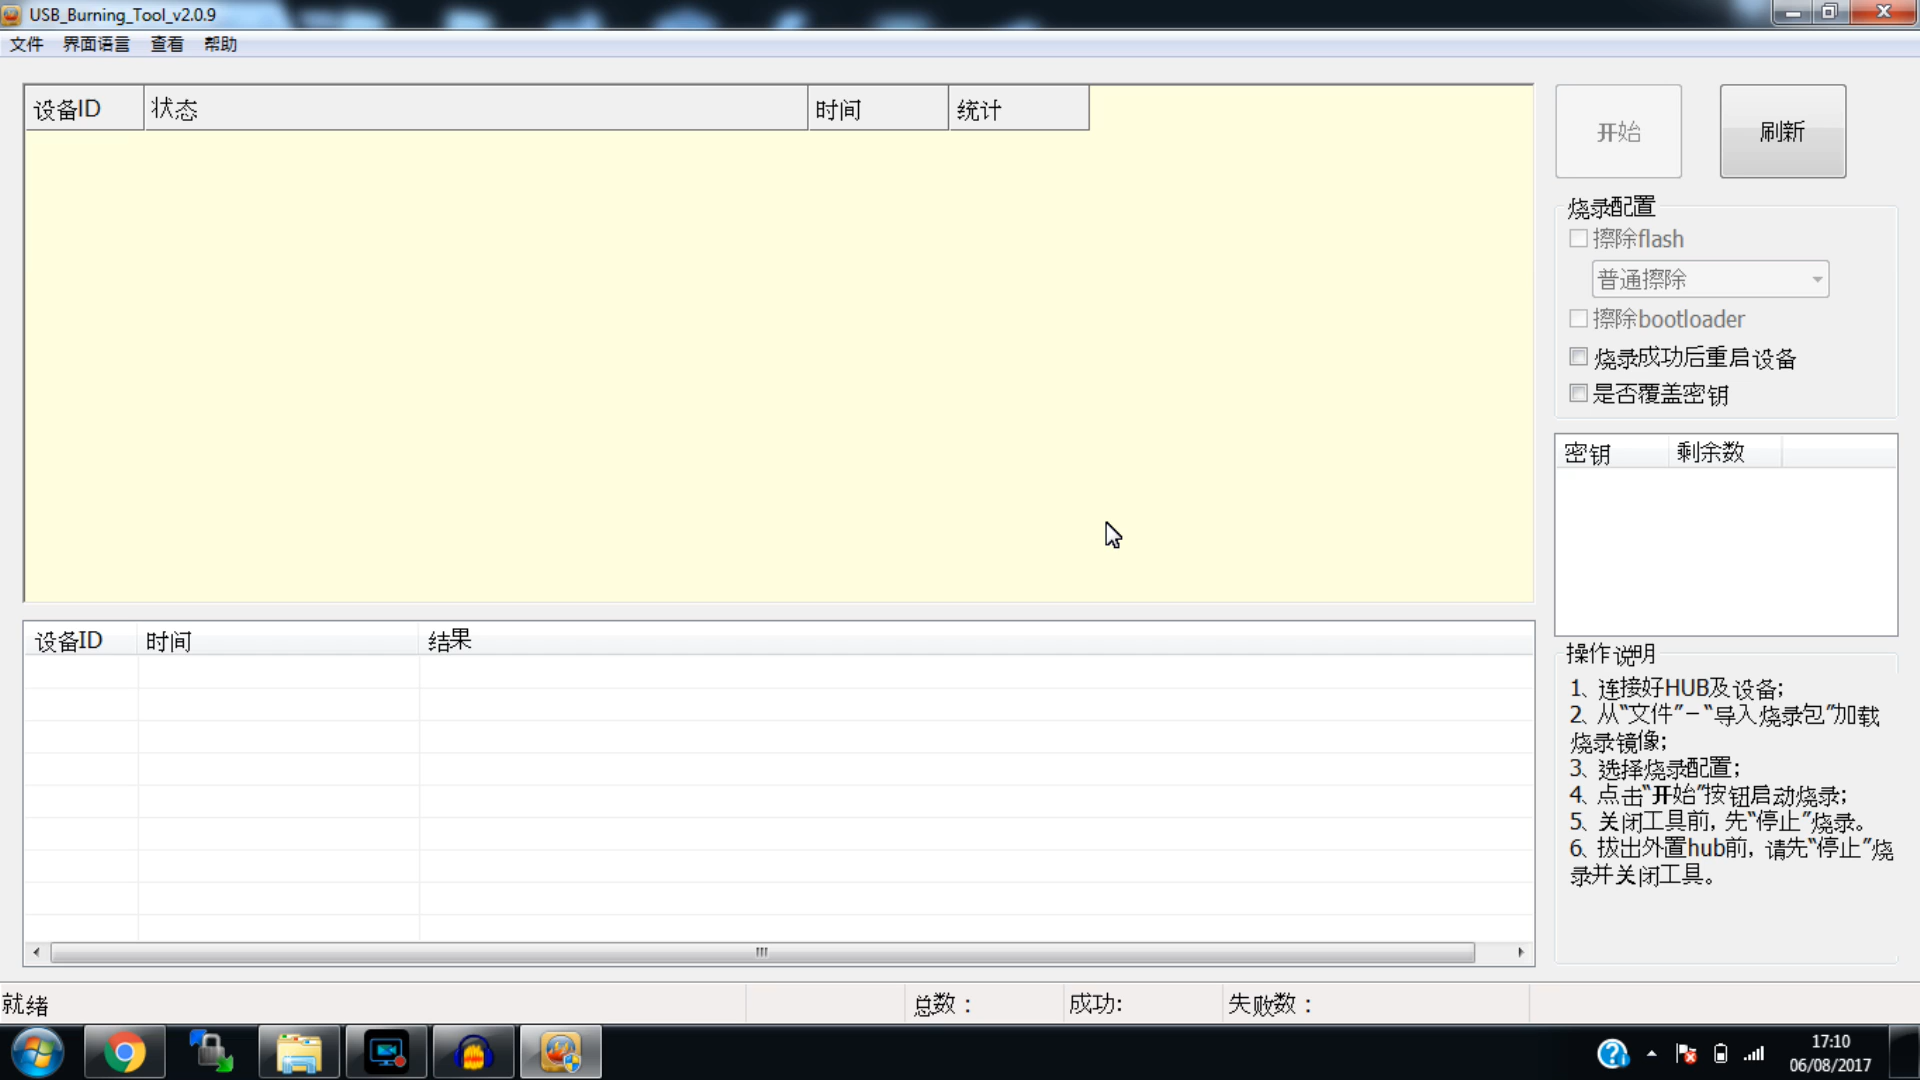 USB_Burning_Tool_v2.0.9
文件 界面语言 查看 帮助
设备ID 状态 时间 统计
开始 刷新
烧录配置
擦除flash
普通擦除
擦除bootloader
烧录成功后重启设备
是否覆盖密钥
密钥 剩余数
设备ID 时间 结果
操作说明
1、连接好HUB及设备;
2、从“文件”-“导入烧录包”加载
烧录镜像;
3、选择烧录配置;
4、点击“开始”按钮启动烧录;
5、关闭工具前, 先“停止”烧录。
6、拔出外置hub前, 请先“停止”烧
录并关闭工具。
就绪 总数: 成功: 失败数:
17:10
06/08/2017